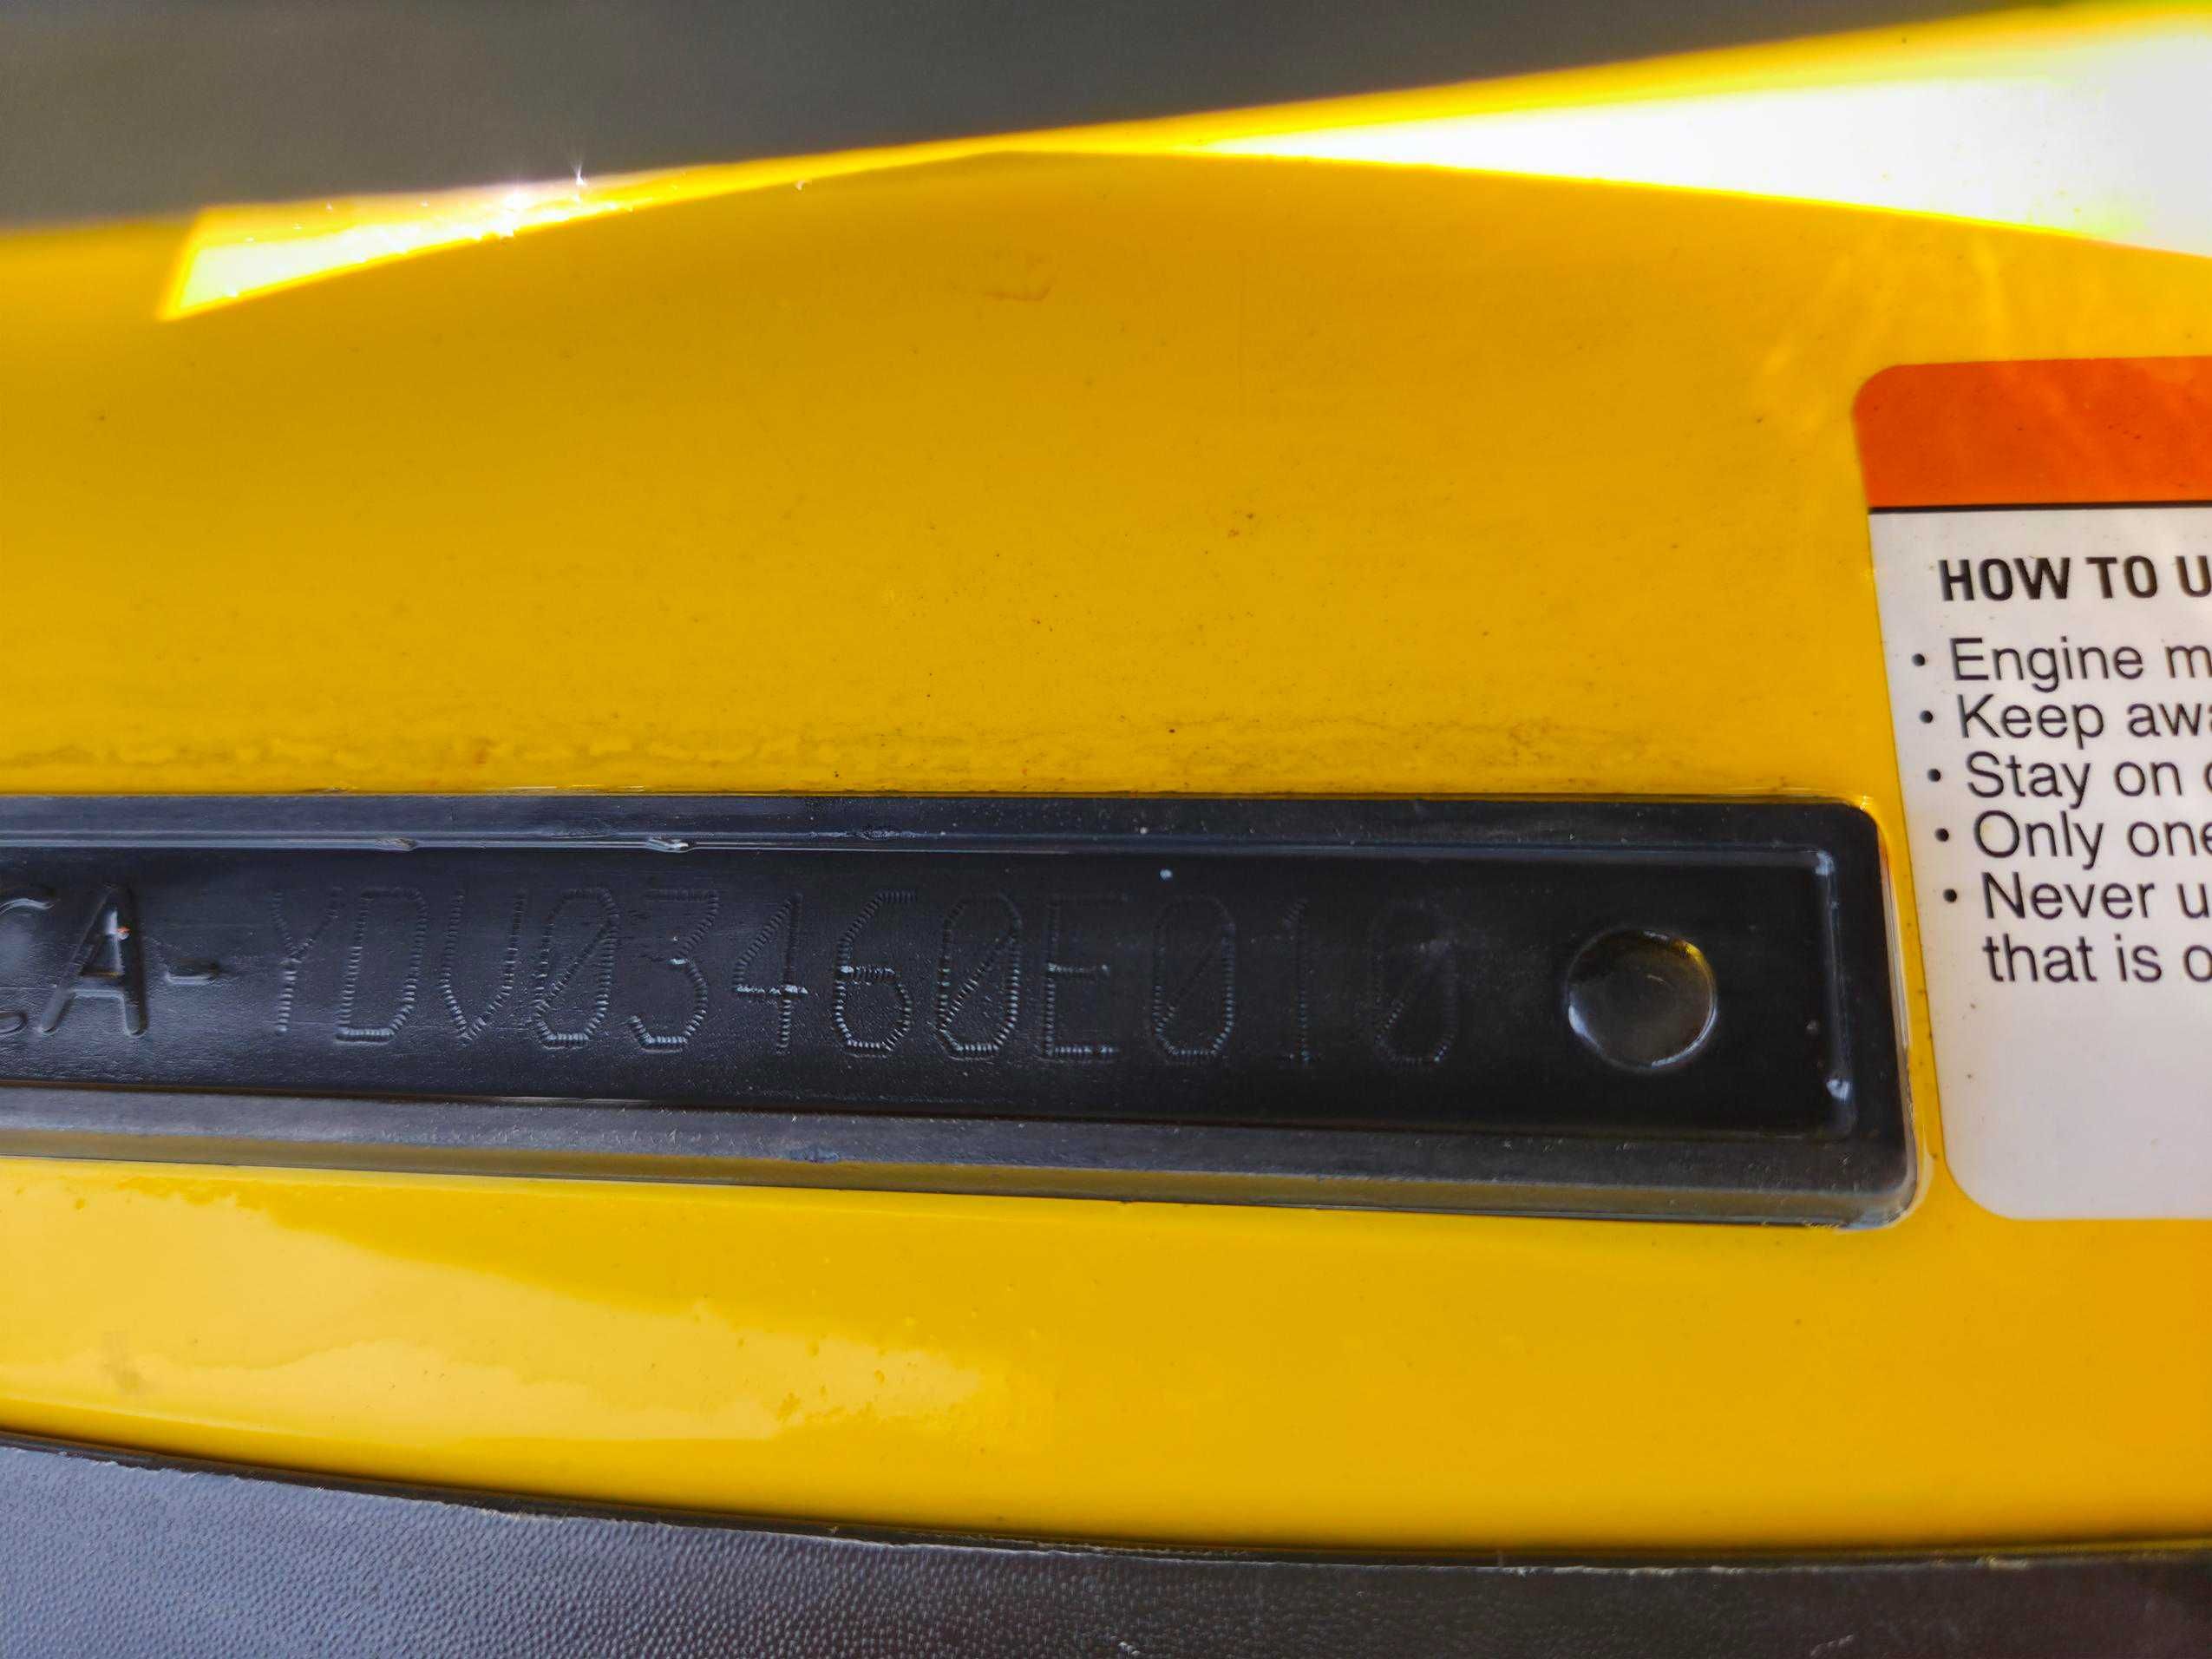 CA-YDV03460E010
HOW TO U
• Engine m
• Keep awa
• Stay on
• Only one
• Never u
that is o